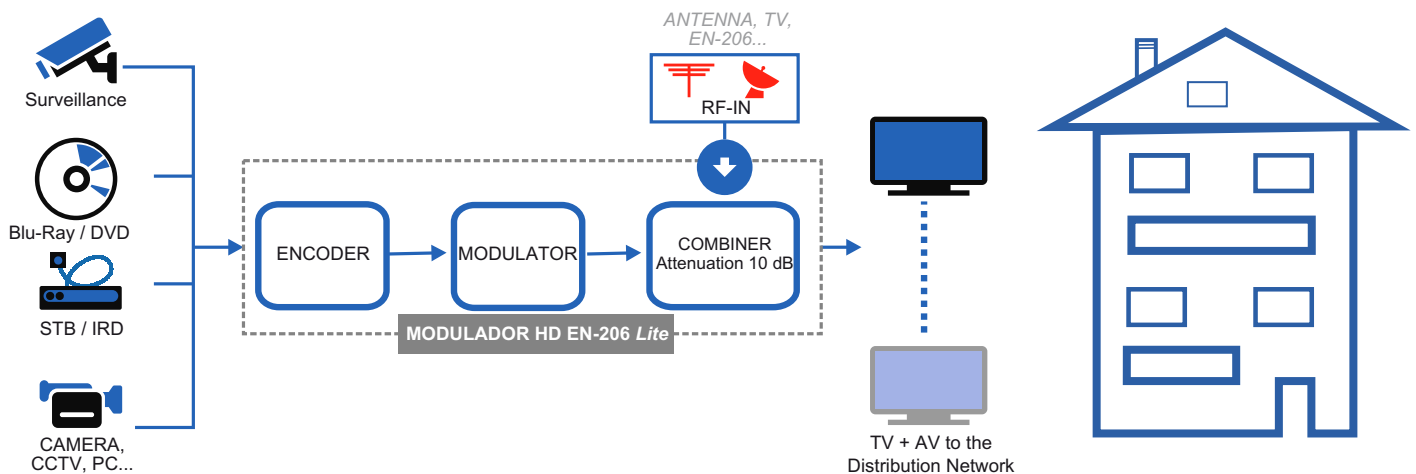 ANTENNA, TV,
EN-206...
RF-IN
Surveillance
Blu-Ray / DVD
STB / IRD
CAMERA,
CCTV, PC...
ENCODER
MODULATOR
COMBINER
Attenuation 10 dB
MODULADOR HD EN-206 Lite
TV + AV to the
Distribution Network